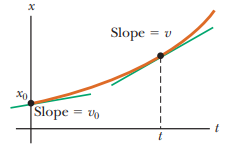 x
Slope = v
x₀
Slope = v₀
t
t